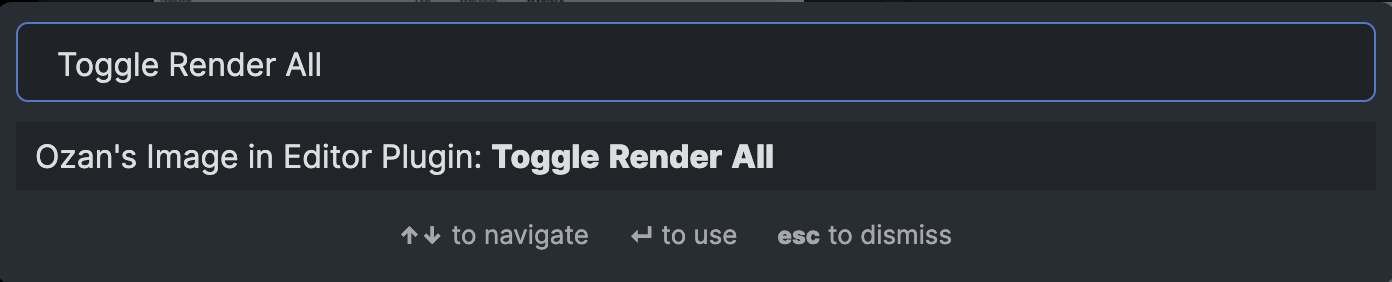 Toggle Render All
Ozan's Image in Editor Plugin: Toggle Render All
↑↓ to navigate ↵ to use esc to dismiss